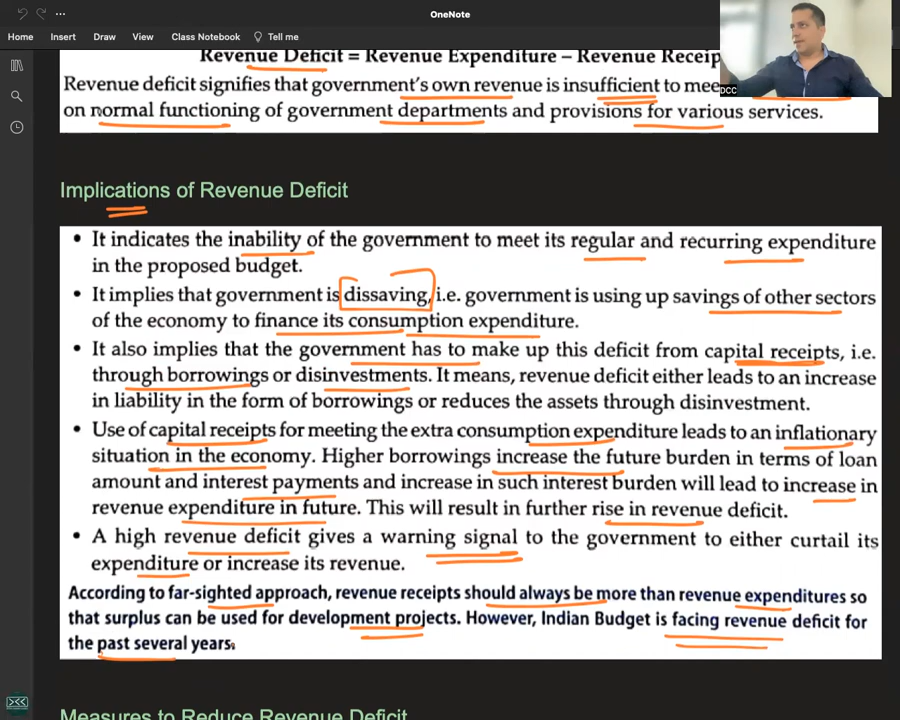 OneNote
Home Insert Draw View Class Notebook Tell me
DCC
Revenue Deficit = Revenue Expenditure – Revenue
Revenue deficit signifies that government's own revenue is insufficient to
on normal functioning of government departments and provisions for various services.
Implications of Revenue Deficit
• It indicates the inability of the government to meet its regular and recurring expenditure
in the proposed budget.
• It implies that government is dissaving, i.e. government is using up savings of other sectors
of the economy to finance its consumption expenditure.
• It also implies that the government has to make up this deficit from capital receipts, i.e.
through borrowings or disinvestments. It means, revenue deficit either leads to an increase
in liability in the form of borrowings or reduces the assets through disinvestment.
• Use of capital receipts for meeting the extra consumption expenditure leads to an inflationary
situation in the economy. Higher borrowings increase the future burden in terms of loan
amount and interest payments and increase in such interest burden will lead to increase in
revenue expenditure in future. This will result in further rise in revenue deficit.
• A high revenue deficit gives a warning signal to the government to either curtail its
expenditure or increase its revenue.
According to far-sighted approach, revenue receipts should always be more than revenue expenditures so
that surplus can be used for development projects. However, Indian Budget is facing revenue deficit for
the past several years.
Measures to Reduce Revenue Deficit